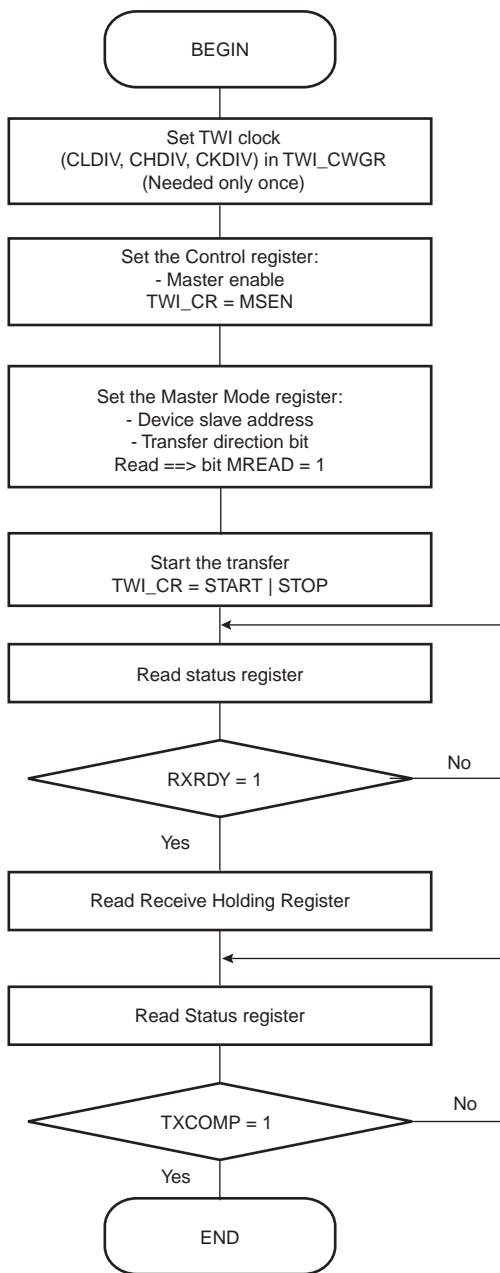 BEGIN
Set TWI clock
(CLDIV, CHDIV, CKDIV) in TWI_CWGR
(Needed only once)
Set the Control register:
- Master enable
TWI_CR = MSEN
Set the Master Mode register:
- Device slave address
- Transfer direction bit
Read ==> bit MREAD = 1
Start the transfer
TWI_CR = START | STOP
Read status register
RXRDY = 1
No
Yes
Read Receive Holding Register
Read Status register
TXCOMP = 1
No
Yes
END